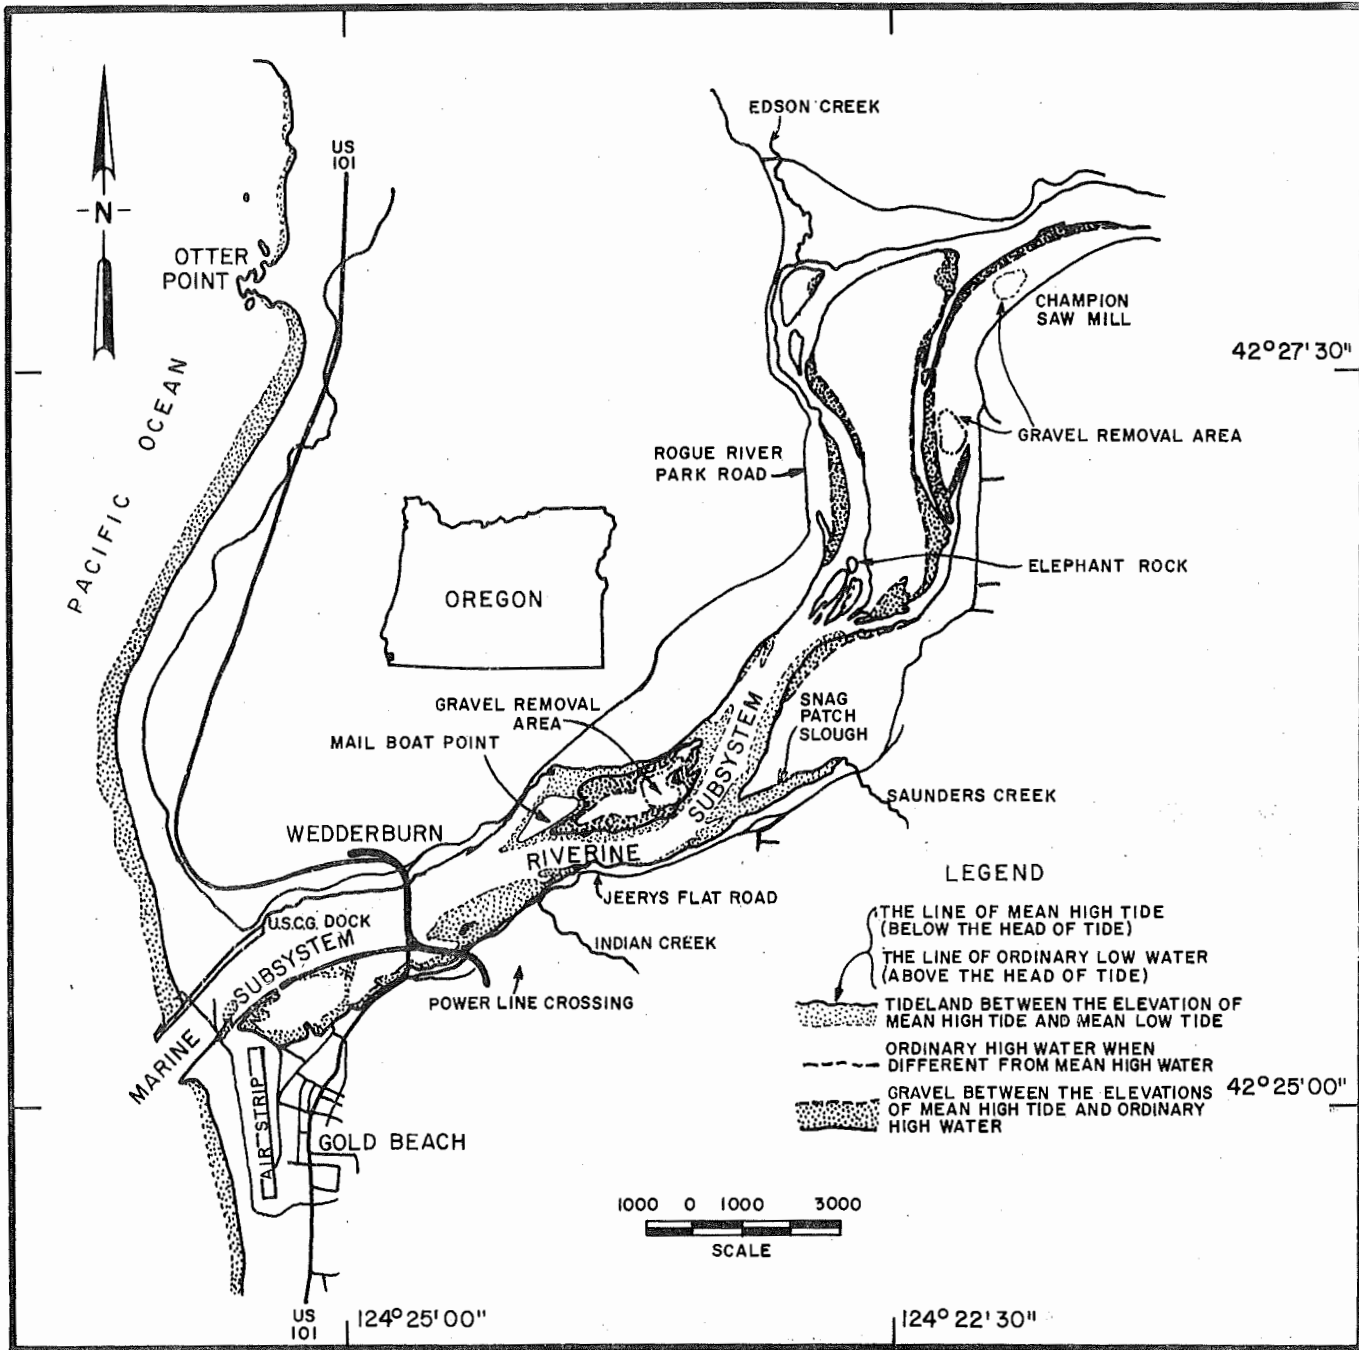 EDSON CREEK
US
101
-N-
OTTER
POINT
CHAMPION
SAW MILL
42°27'30"
PACIFIC OCEAN
GRAVEL REMOVAL AREA
ROGUE RIVER
PARK ROAD
ELEPHANT ROCK
OREGON
GRAVEL REMOVAL
AREA
SNAG
PATCH
SLOUGH
MAIL BOAT POINT
SAUNDERS CREEK
WEDDERBURN
RIVERINE SUBSYSTEM
JEERYS FLAT ROAD
U.S.C.G. DOCK
INDIAN CREEK
POWER LINE CROSSING
MARINE SUBSYSTEM
LEGEND
THE LINE OF MEAN HIGH TIDE
(BELOW THE HEAD OF TIDE)
THE LINE OF ORDINARY LOW WATER
(ABOVE THE HEAD OF TIDE)
TIDELAND BETWEEN THE ELEVATION OF
MEAN HIGH TIDE AND MEAN LOW TIDE
ORDINARY HIGH WATER WHEN
DIFFERENT FROM MEAN HIGH WATER
GRAVEL BETWEEN THE ELEVATIONS
OF MEAN HIGH TIDE AND ORDINARY
HIGH WATER
42°25'00"
AIR STRIP
GOLD BEACH
1000 0 1000 3000
SCALE
US
101
124°25'00"
124°22'30"